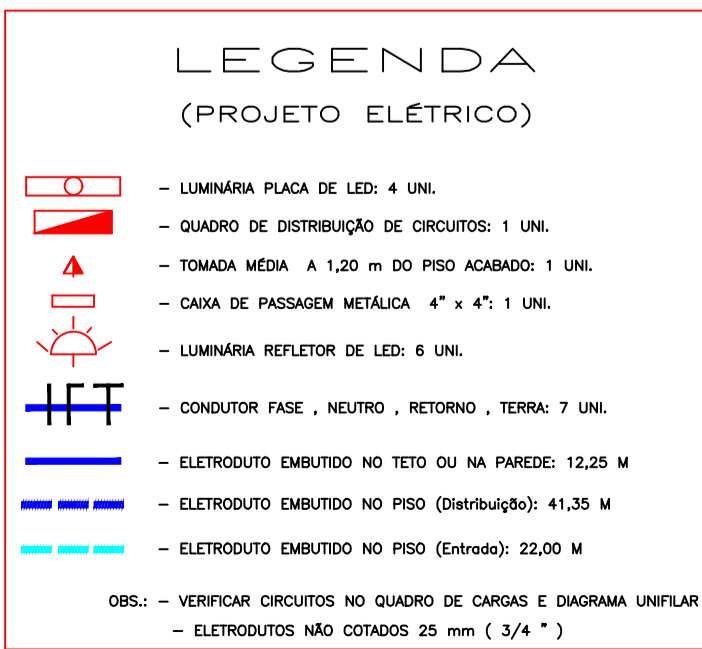 LEGENDA
(PROJETO ELÉTRICO)
– LUMINÁRIA PLACA DE LED: 4 UNI.
– QUADRO DE DISTRIBUIÇÃO DE CIRCUITOS: 1 UNI.
– TOMADA MÉDIA A 1,20 m DO PISO ACABADO: 1 UNI.
– CAIXA DE PASSAGEM METÁLICA 4" x 4": 1 UNI.
– LUMINÁRIA REFLETOR DE LED: 6 UNI.
– CONDUTOR FASE , NEUTRO , RETORNO , TERRA: 7 UNI.
– ELETRODUTO EMBUTIDO NO TETO OU NA PAREDE: 12,25 M
– ELETRODUTO EMBUTIDO NO PISO (Distribuição): 41,35 M
– ELETRODUTO EMBUTIDO NO PISO (Entrada): 22,00 M
OBS.: – VERIFICAR CIRCUITOS NO QUADRO DE CARGAS E DIAGRAMA UNIFILAR
– ELETRODUTOS NÃO COTADOS 25 mm ( 3/4 " )